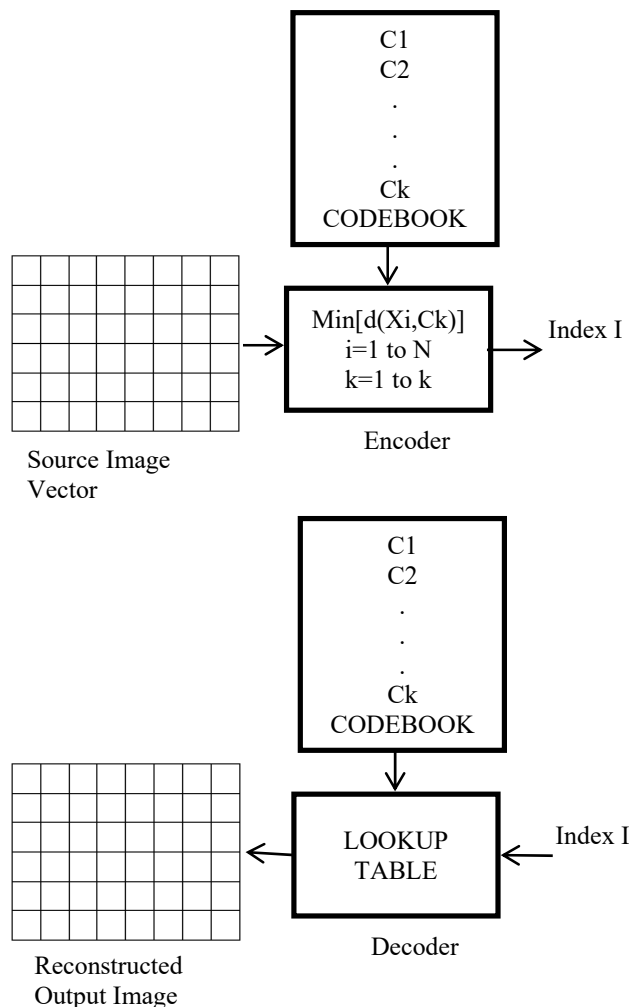 C1
C2
.
.
.
Ck
CODEBOOK
Min[d(Xi,Ck)]
i=1 to N
k=1 to k
Index I
Encoder
Source Image
Vector
C1
C2
.
.
.
Ck
CODEBOOK
LOOKUP
TABLE
Index I
Decoder
Reconstructed
Output Image